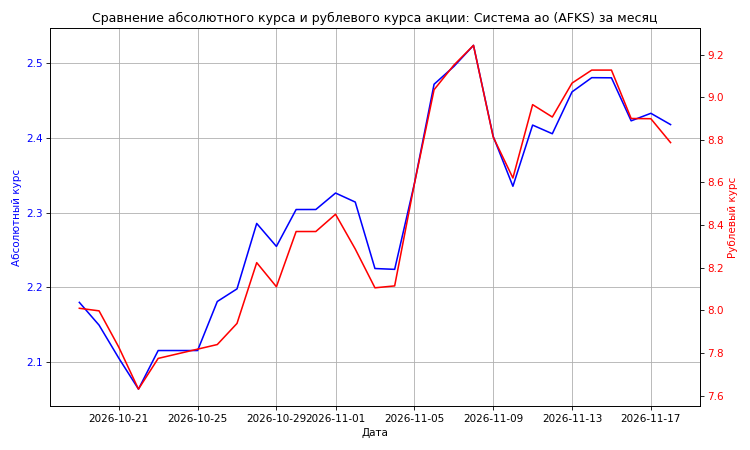 Сравнение абсолютного курса и рублевого курса акции: Система ао (AFKS) за месяц
Абсолютный курс
2.5
2.4
2.3
2.2
2.1
9.2
9.0
8.8
8.6
8.4
8.2
8.0
7.8
7.6
Рублевый курс
2026-10-21 2026-10-25 2026-10-29 2026-11-01 2026-11-05 2026-11-09 2026-11-13 2026-11-17
Дата